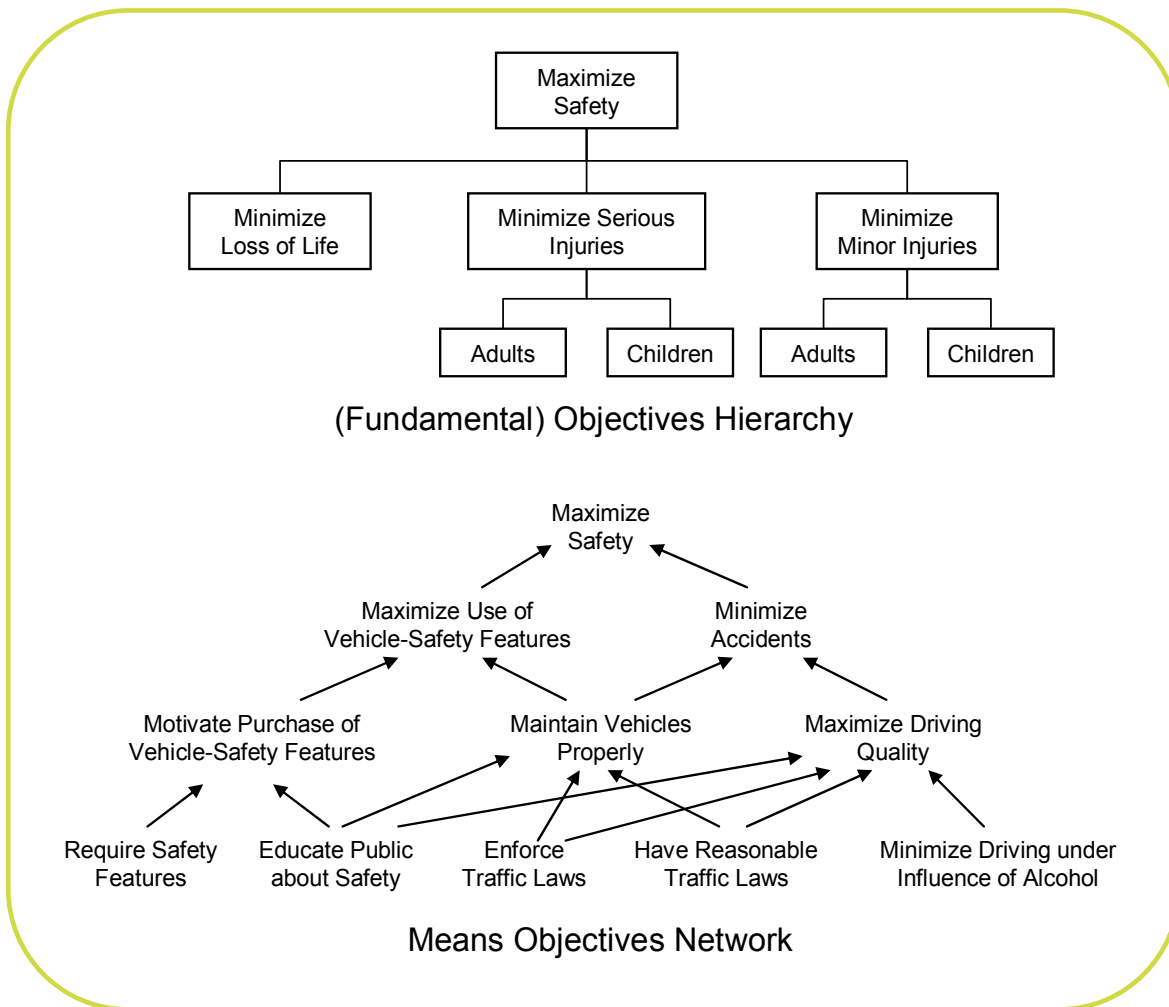 Maximize
Safety
Minimize
Loss of Life
Minimize Serious
Injuries
Minimize
Minor Injuries
Adults
Children
Adults
Children
(Fundamental) Objectives Hierarchy
Maximize
Safety
Maximize Use of
Vehicle-Safety Features
Minimize
Accidents
Motivate Purchase of
Vehicle-Safety Features
Maintain Vehicles
Properly
Maximize Driving
Quality
Require Safety
Features
Educate Public
about Safety
Enforce
Traffic Laws
Have Reasonable
Traffic Laws
Minimize Driving under
Influence of Alcohol
Means Objectives Network